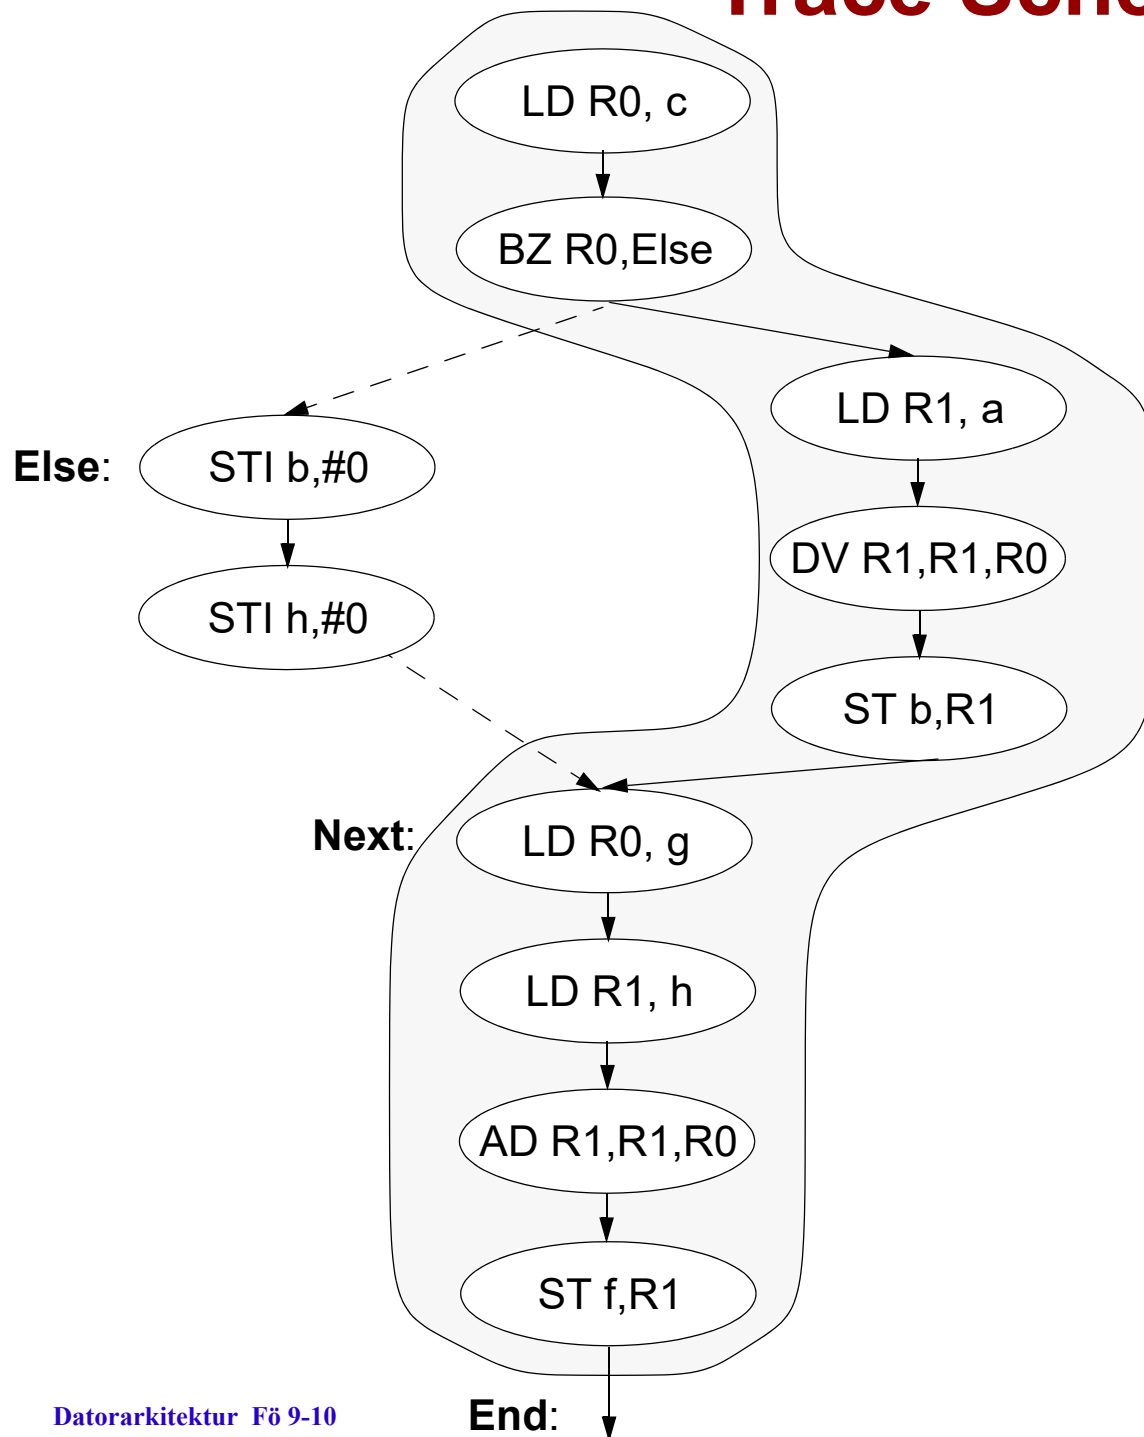 LD R0, c
BZ R0,Else
LD R1, a
Else: STI b,#0
DV R1,R1,R0
STI h,#0
ST b,R1
Next: LD R0, g
LD R1, h
AD R1,R1,R0
ST f,R1
Datorarkitektur Fö 9-10
End: